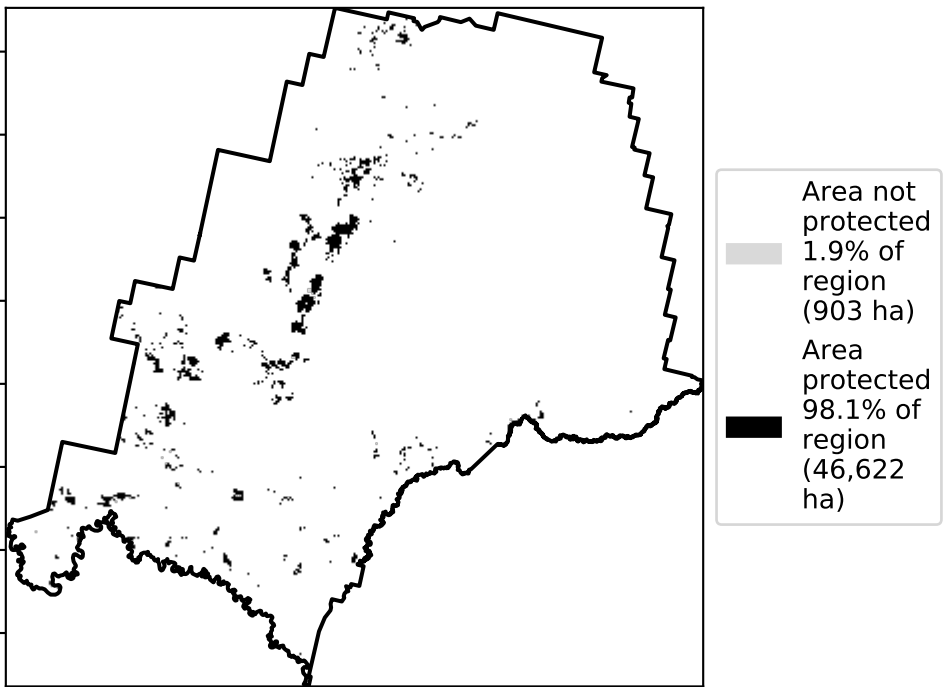 Area not
protected
1.9% of
region
(903 ha)
Area
protected
98.1% of
region
(46,622
ha)